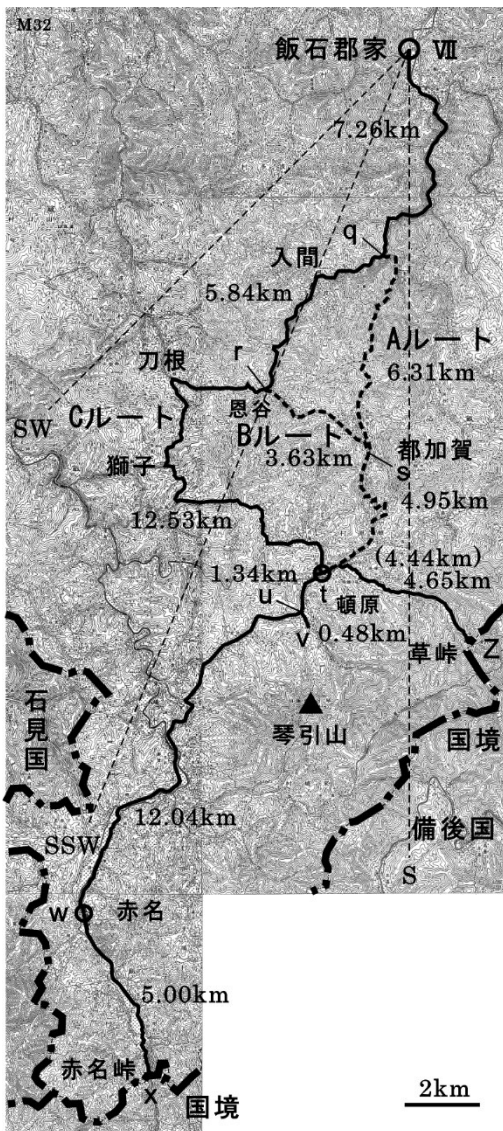 M32
飯石郡家 Ⅶ
7.26km
q
入間
5.84km
Aルート
6.31km
刀根
r
恩谷
SW
Cルート
Bルート
3.63km
s
都加賀
獅子
4.95km
12.53km
(4.44km)
4.65km
1.34km
t
頓原
u
v
0.48km
Z
草峠
石見国
琴引山
国境
備後国
12.04km
SSW
S
w
赤名
5.00km
赤名峠
x
国境
2km